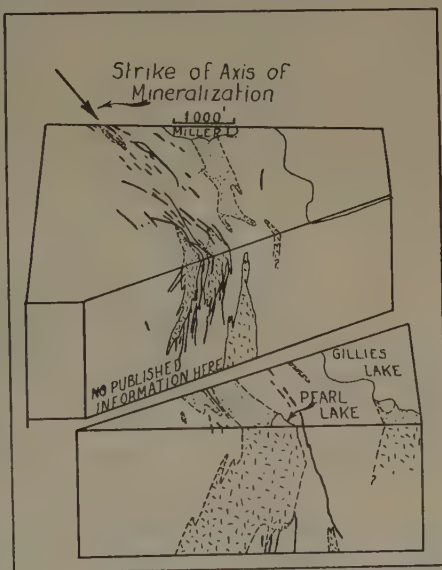 Strike of Axis of
Mineralization
1000'
MILLER L.
NO PUBLISHED
INFORMATION HERE
GILLIES
LAKE
PEARL
LAKE
?
?
?